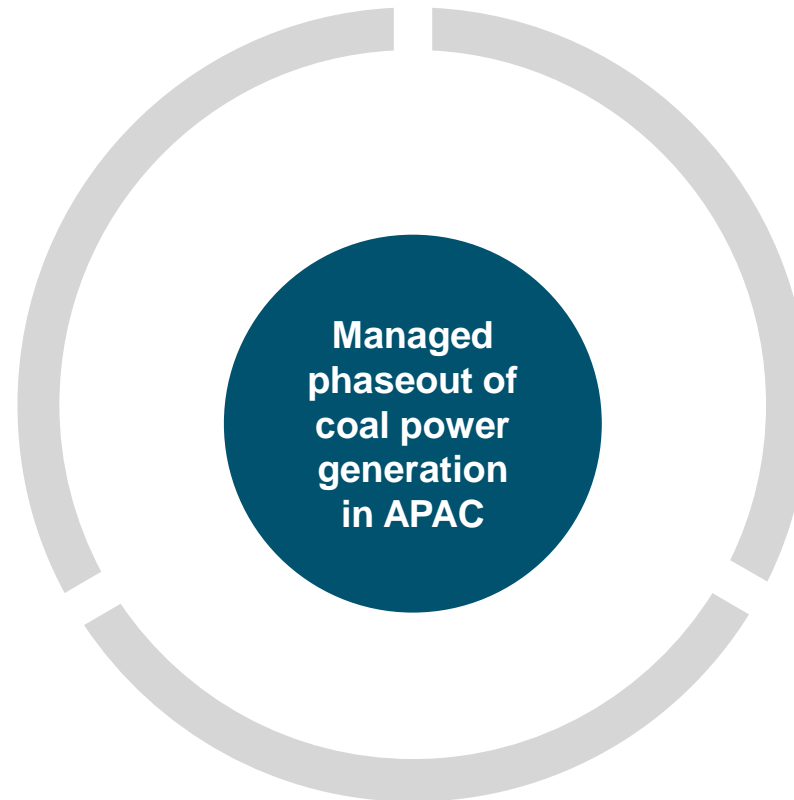 Managed
phaseout of
coal power
generation
in APAC